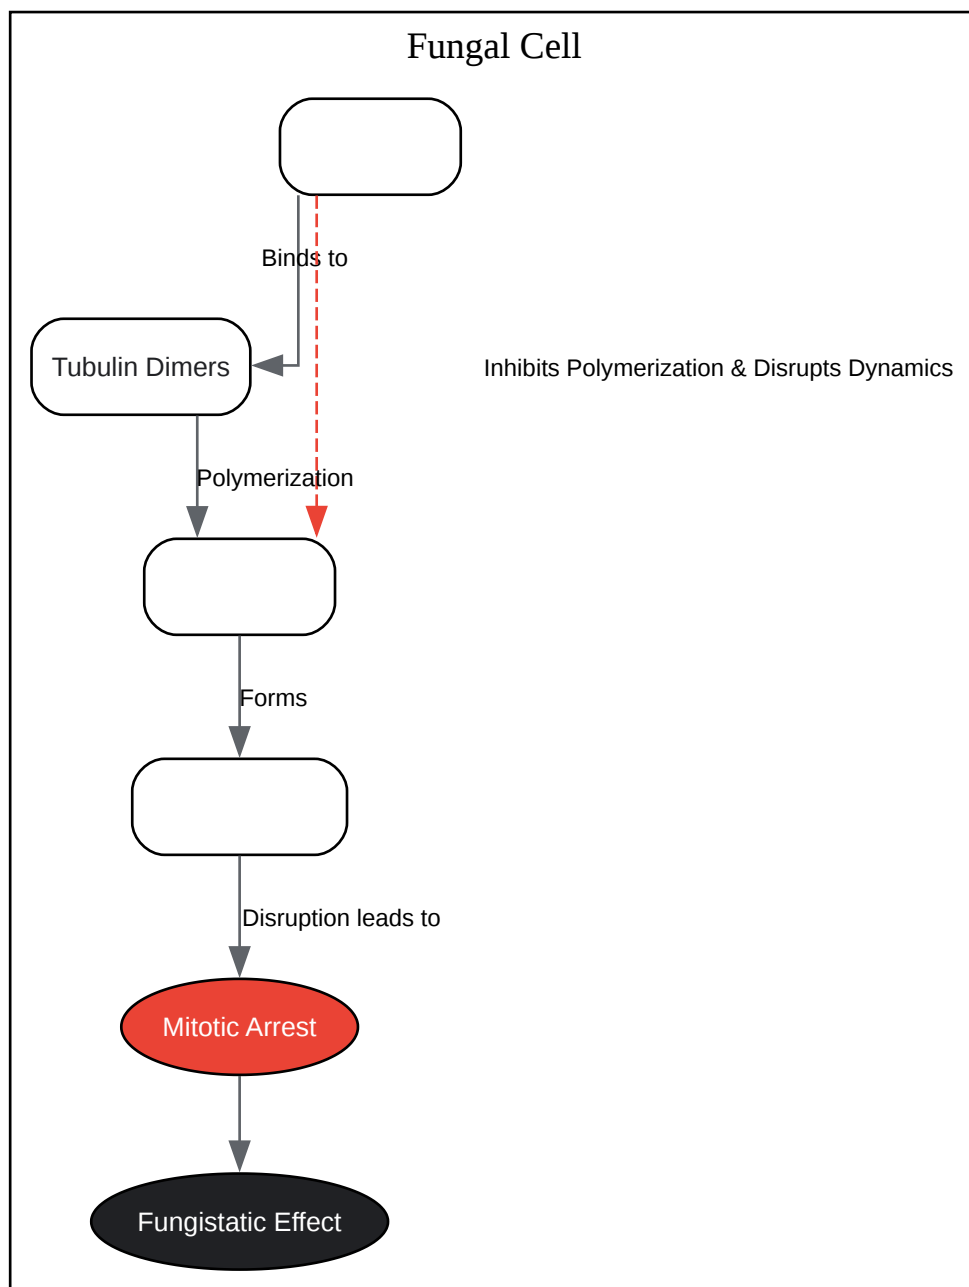 Fungal Cell
Binds to
Tubulin Dimers
Inhibits Polymerization & Disrupts Dynamics
Polymerization
Forms
Disruption leads to
Mitotic Arrest
Fungistatic Effect